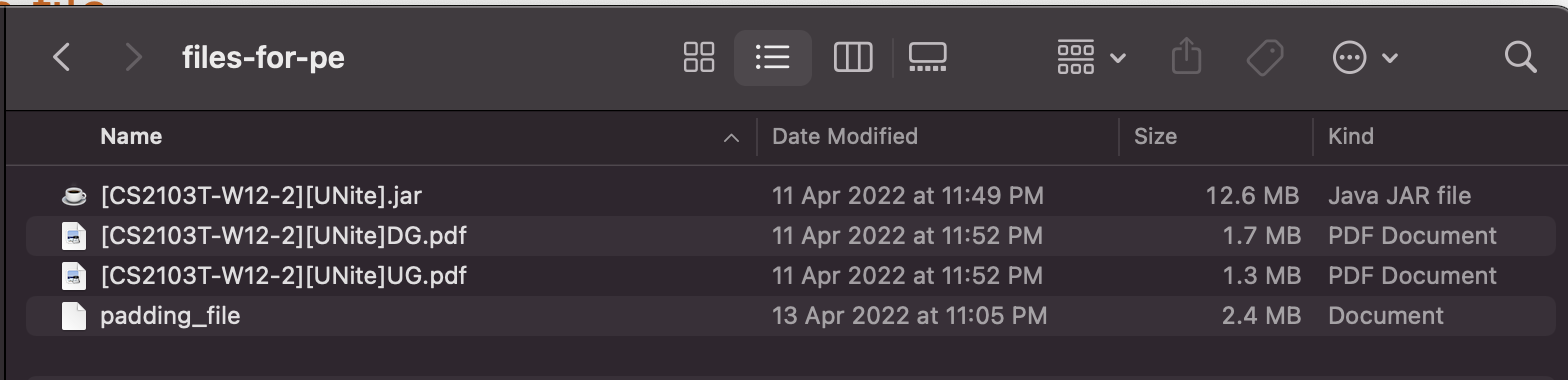 files-for-pe
Name Date Modified Size Kind
[CS2103T-W12-2][UNite].jar 11 Apr 2022 at 11:49 PM 12.6 MB Java JAR file
[CS2103T-W12-2][UNite]DG.pdf 11 Apr 2022 at 11:52 PM 1.7 MB PDF Document
[CS2103T-W12-2][UNite]UG.pdf 11 Apr 2022 at 11:52 PM 1.3 MB PDF Document
padding_file 13 Apr 2022 at 11:05 PM 2.4 MB Document